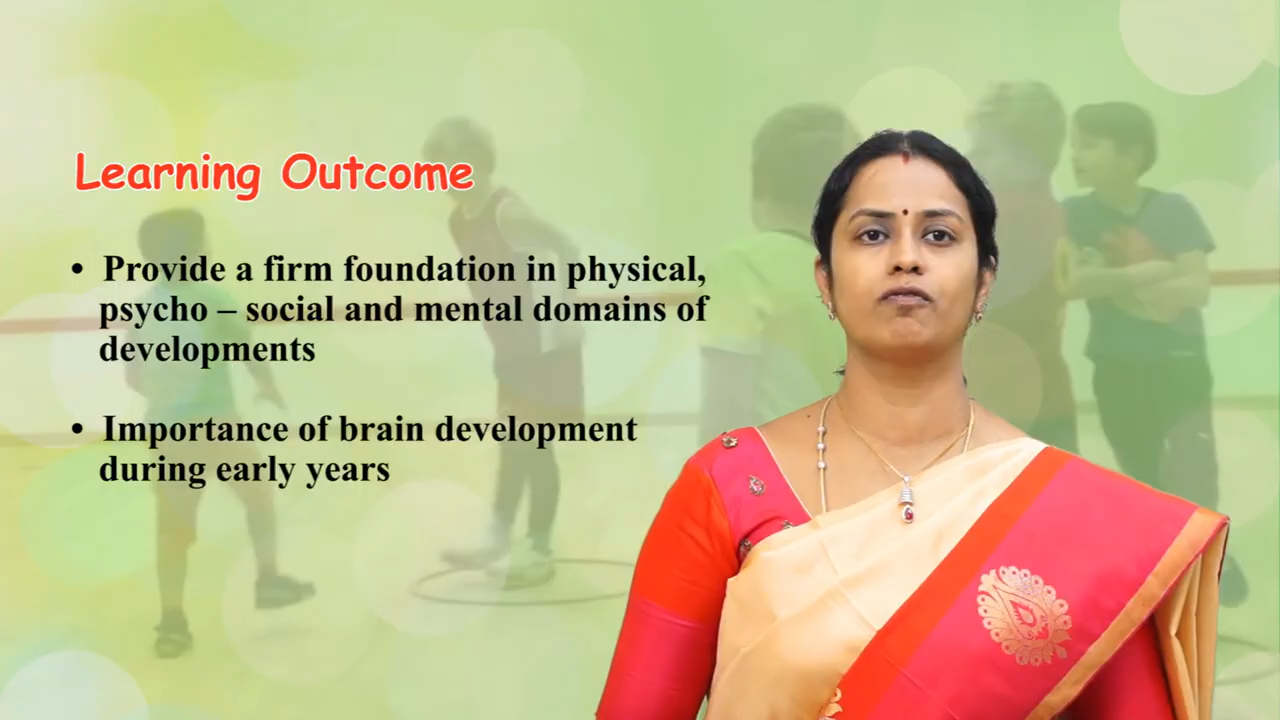 Learning Outcome
• Provide a firm foundation in physical,
psycho – social and mental domains of
developments
• Importance of brain development
during early years